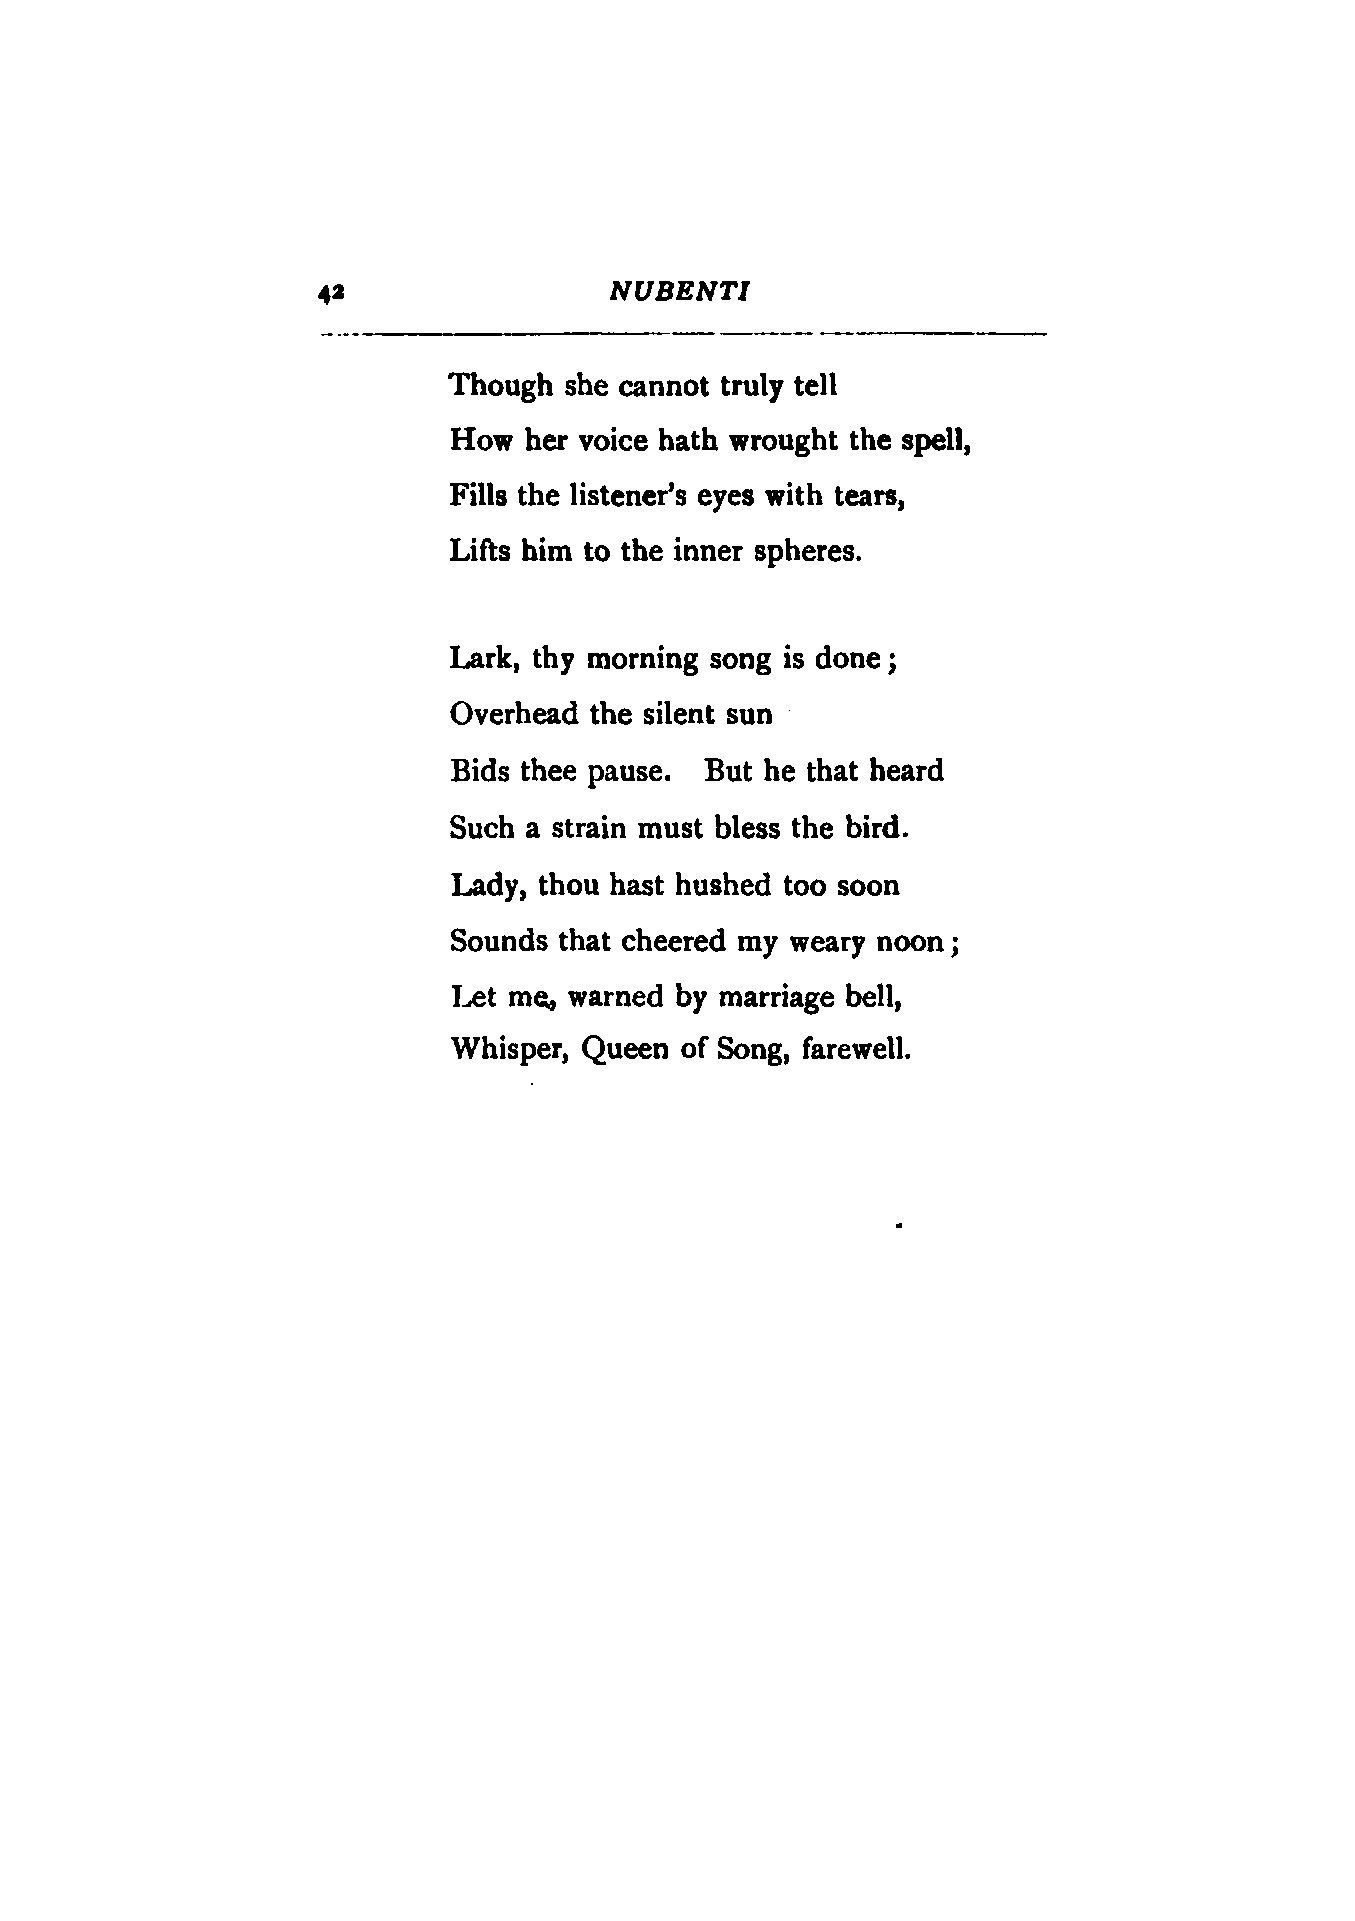 42 NUBENTI
Though she cannot truly tell
How her voice hath wrought the spell,
Fills the listener's eyes with tears,
Lifts him to the inner spheres.
Lark, thy morning song is done;
Overhead the silent sun
Bids thee pause. But he that heard
Such a strain must bless the bird.
Lady, thou hast hushed too soon
Sounds that cheered my weary noon;
Let me, warned by marriage bell,
Whisper, Queen of Song, farewell.